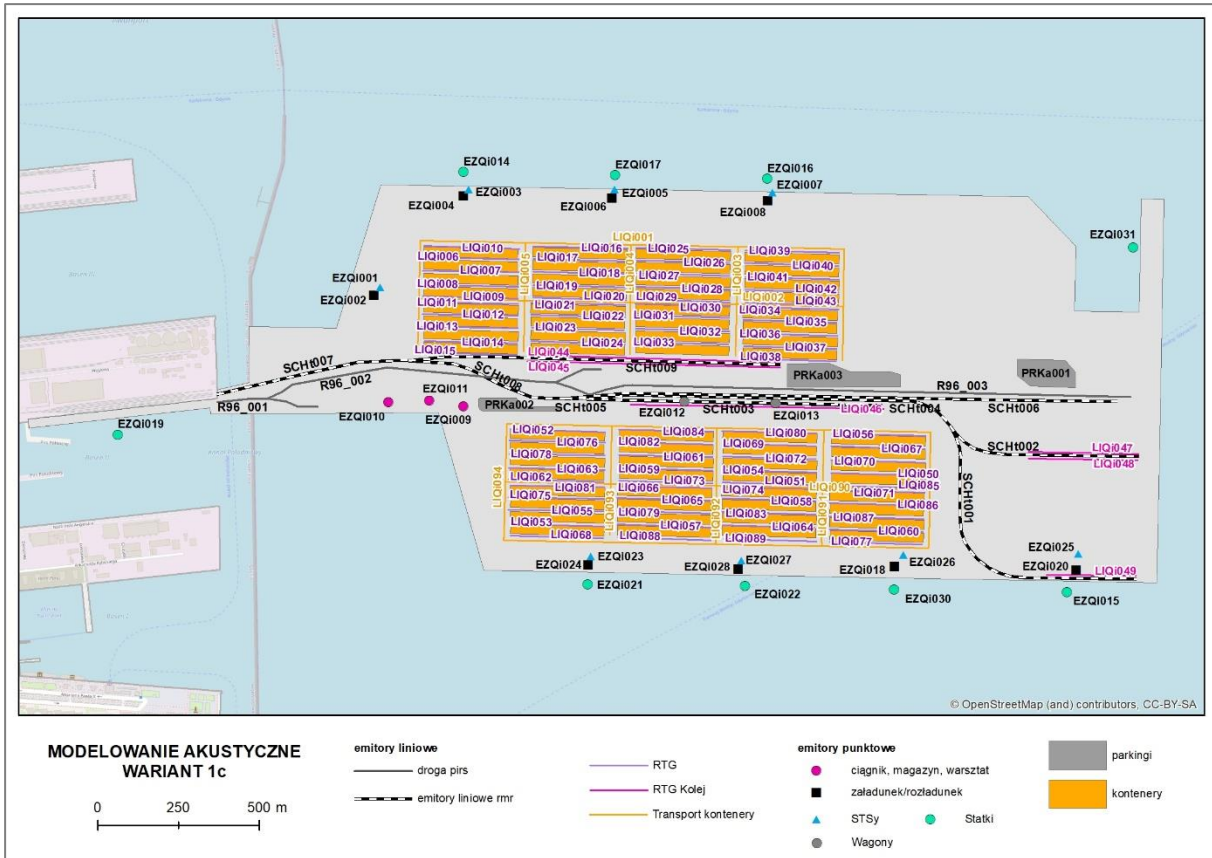 EZQi014
EZQi017
EZQi016
EZQi003
EZQi005
EZQi007
EZQi004
EZQi006
EZQi008
EZQi031
EZQi001
EZQi002
LIQi001
LIQi010
LIQi016
LIQi025
LIQi039
LIQi006
LIQi017
LIQi026
LIQi040
LIQi007
LIQi018
LIQi027
LIQi041
LIQi005
LIQi004
LIQi003
LIQi008
LIQi019
LIQi028
LIQi042
LIQi009
LIQi020
LIQi029
LIQi002
LIQi043
LIQi011
LIQi021
LIQi030
LIQi034
LIQi012
LIQi022
LIQi031
LIQi035
LIQi013
LIQi023
LIQi032
LIQi036
LIQi014
LIQi024
LIQi033
LIQi037
LIQi015
LIQi044
LIQi038
LIQi045
SCHt007
SCHt008
SCHt009
PRKa003
PRKa001
R96_002
R96_003
R96_001
EZQi011
EZQi010
EZQi009
PRKa002
SCHt005
EZQi012
SCHt003
EZQi013
LIQi046
SCHt004
SCHt006
EZQi019
SCHt002
LIQi047
LIQi048
SCHt001
LIQi052
LIQi084
LIQi080
LIQi056
LIQi076
LIQi082
LIQi069
LIQi067
LIQi078
LIQi061
LIQi072
LIQi070
LIQi063
LIQi059
LIQi054
LIQi050
LIQi094
LIQi062
LIQi073
LIQi051
LIQi085
LIQi081
LIQi066
LIQi074
LIQi090
LIQi071
LIQi075
LIQi065
LIQi058
LIQi086
LIQi093
LIQi092
LIQi091
LIQi055
LIQi079
LIQi083
LIQi087
LIQi053
LIQi057
LIQi064
LIQi060
LIQi068
LIQi088
LIQi089
LIQi077
EZQi023
EZQi027
EZQi026
EZQi025
EZQi024
EZQi028
EZQi018
EZQi020
LIQi049
EZQi021
EZQi022
EZQi030
EZQi015
© OpenStreetMap (and) contributors, CC-BY-SA
MODELOWANIE AKUSTYCZNE
WARIANT 1c
0 250 500 m
emitory liniowe
droga pirs
emitory liniowe rmr
RTG
RTG Kolej
Transport kontenery
emitory punktowe
ciągnik, magazyn, warsztat
załadunek/rozładunek
STSy
Statki
Wagony
parkingi
kontenery